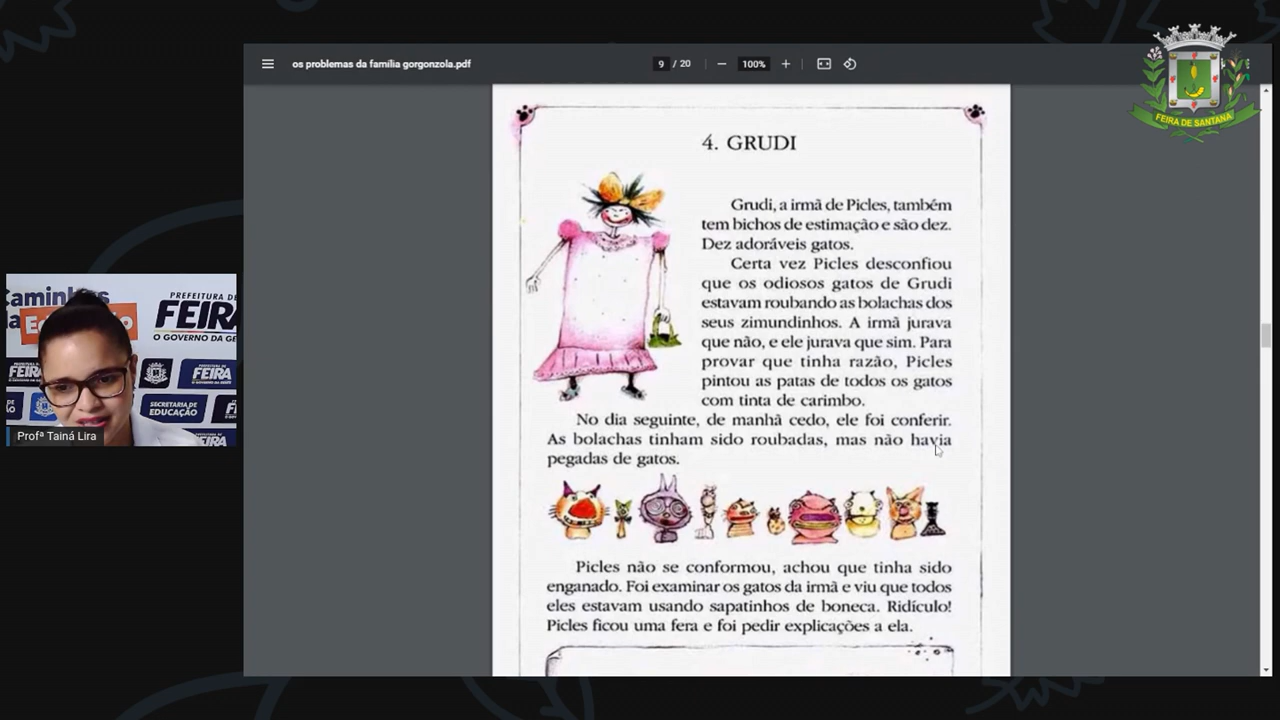 os problemas da família gorgonzola.pdf
9 / 20
100%
FEIRA DE SANTANA
4. GRUDI
Grudi, a irmã de Picles, também
tem bichos de estimação e são dez.
Dez adoráveis gatos.
Certa vez Picles desconfiou
que os odiosos gatos de Grudi
estavam roubando as bolachas dos
seus zimundinhos. A irmã jurava
que não, e ele jurava que sim. Para
provar que tinha razão, Picles
pintou as patas de todos os gatos
com tinta de carimbo.
No dia seguinte, de manhã cedo, ele foi conferir.
As bolachas tinham sido roubadas, mas não havia
pegadas de gatos.
Picles não se conformou, achou que tinha sido
enganado. Foi examinar os gatos da irmã e viu que todos
eles estavam usando sapatinhos de boneca. Ridículo!
Picles ficou uma fera e foi pedir explicações a ela.
PREFEITURA DE
FEIRA
O GOVERNO DA GE
FEIRA
SECRETARIA DE
EDUCAÇÃO
Profª Tainá Lira